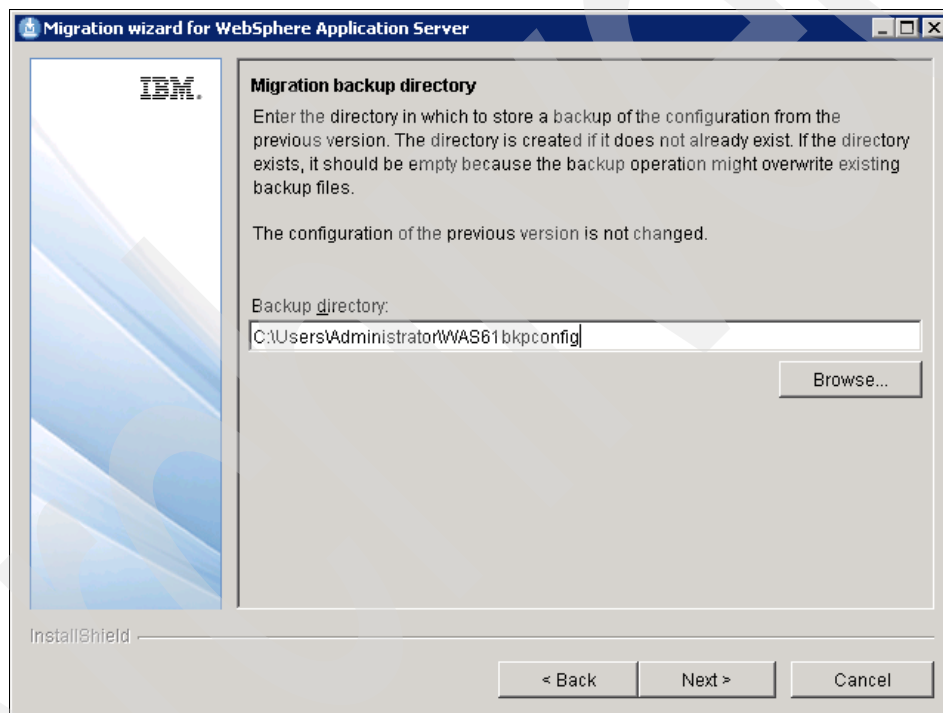 Migration wizard for WebSphere Application Server
IBM.
Migration backup directory
Enter the directory in which to store a backup of the configuration from the
previous version. The directory is created if it does not already exist. If the directory
exists, it should be empty because the backup operation might overwrite existing
backup files.
The configuration of the previous version is not changed.
Backup directory:
C:\Users\Administrator\WAS61bkpconfig
Browse...
InstallShield
< Back
Next >
Cancel